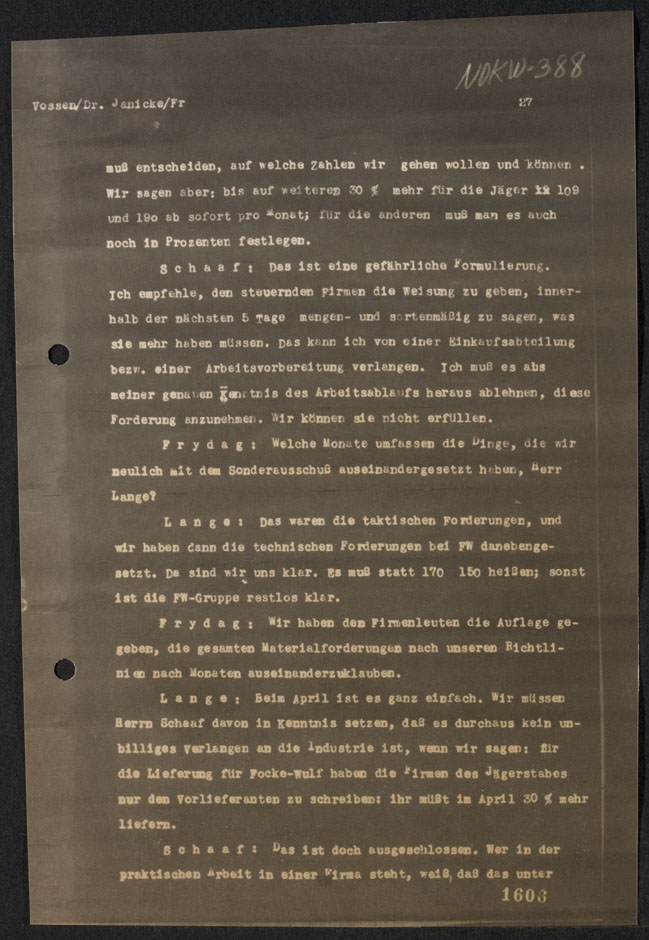 NOKW-388
Vossen/Dr. Janicke/Fr 27
muß entscheiden, auf welche Zahlen wir gehen wollen und können .
Wir sagen aber: bis auf weiteres 30 % mehr für die Jäger 109
und 190 ab sofort pro Monat; für die anderen muß man es auch
noch in Prozenten festlegen.
S c h a a f : Das ist eine gefährliche Formulierung.
Ich empfehle, den steuernden Firmen die Weisung zu geben, inner-
halb der nächsten 5 Tage mengen- und sortenmäßig zu sagen, was
sie mehr haben müssen. Das kann ich von einer Einkaufsabteilung
bezw. einer Arbeitsvorbereitung verlangen. Ich muß es aus
meiner genauen Kenntnis des Arbeitsablaufs heraus ablehnen, diese
Forderung anzunehmen. Wir können sie nicht erfüllen.
F r y d a g : Welche Monate umfassen die Dinge, die wir
neulich mit dem Sonderausschuß auseinandergesetzt haben, Herr
Lange?
L a n g e : Das waren die taktischen Forderungen, und
wir haben dann die technischen Forderungen bei FW danebenge-
setzt. Da sind wir uns klar. Es muß statt 170 150 heißen; sonst
ist die FW-Gruppe restlos klar.
F r y d a g : Wir haben den Firmenleuten die Auflage ge-
geben, die gesamten Materialforderungen nach unseren Richtli-
nien nach Monaten auseinanderzuklauben.
L a n g e : Beim April ist es ganz einfach. Wir müssen
Herrn Schaaf davon in Kenntnis setzen, daß es durchaus kein un-
billiges Verlangen an die Industrie ist, wenn wir sagen: für
die Lieferung für Focke-Wulf haben die Firmen des Jägerstabes
nur den Vorlieferanten zu schreiben: ihr müßt im April 30 % mehr
liefern.
S c h a a f : Das ist doch ausgeschlossen. Wer in der
praktischen Arbeit in einer Firma steht, weiß, daß das unter
1606